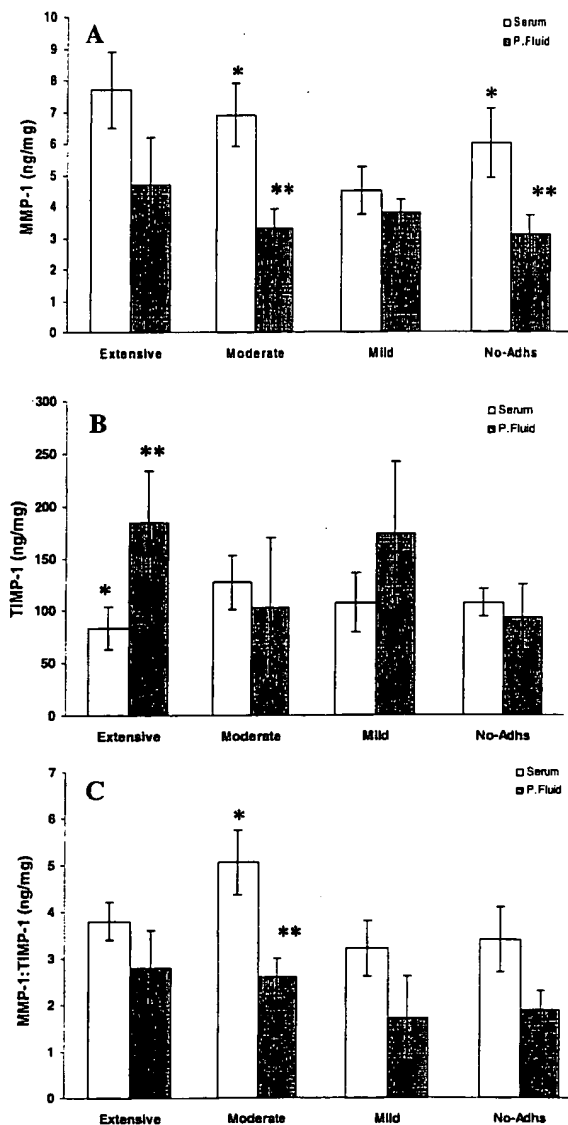 A
Serum
P.Fluid
MMP-1 (ng/mg)
10
9
8
7
6
5
4
3
2
1
0
*
**
*
**
Extensive Moderate Mild No-Adhs
B
Serum
P.Fluid
TIMP-1 (ng/mg)
300
250
200
150
100
50
0
*
**
Extensive Moderate Mild No-Adhs
C
Serum
P.Fluid
MMP-1:TIMP-1 (ng/mg)
7
6
5
4
3
2
1
0
*
**
Extensive Moderate Mild No-Adhs